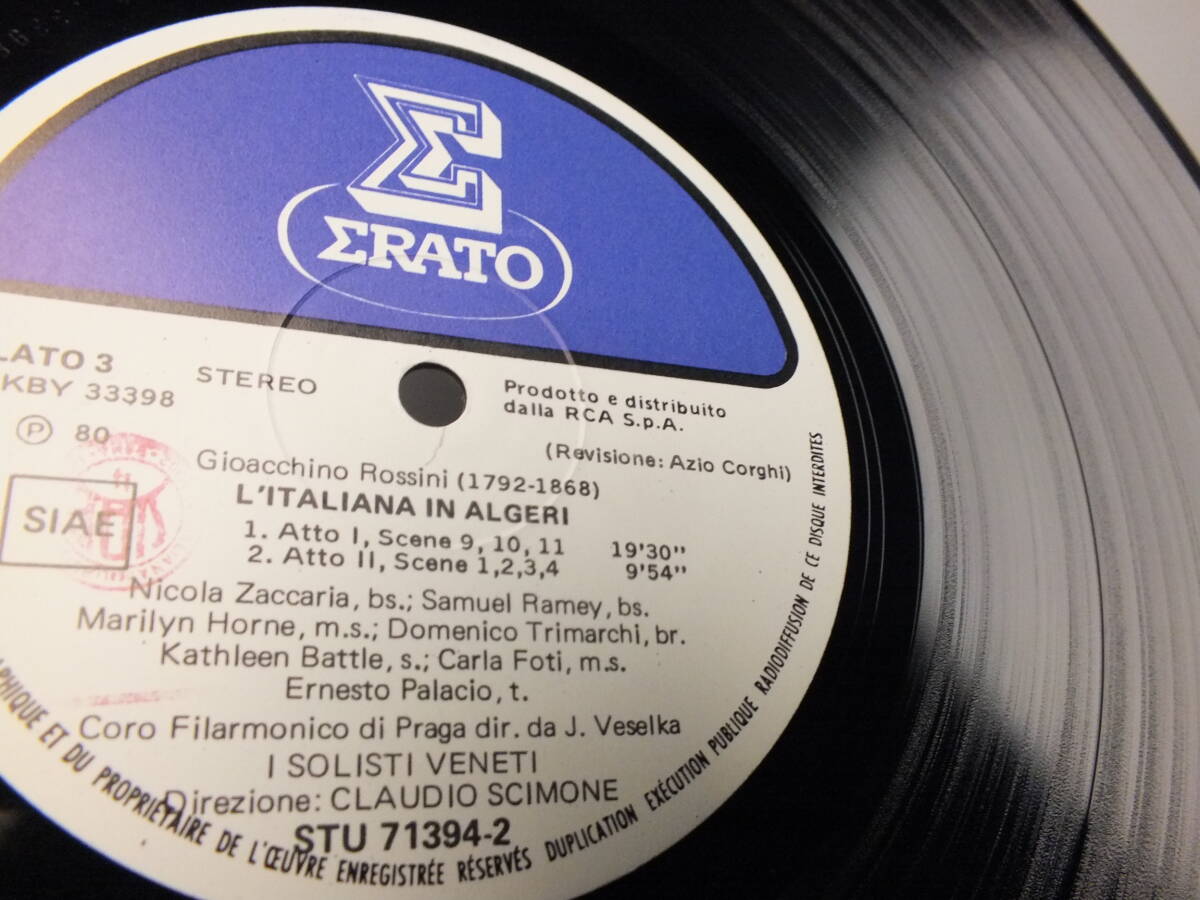 ΣRATO
LATO 3
KBY 33398
STEREO
Prodotto e distribuito
dalla RCA S.p.A.
℗ 80
(Revisione: Azio Corghi)
SIAE
Gioacchino Rossini (1792-1868)
L'ITALIANA IN ALGERI
1. Atto I, Scene 9, 10, 11 19'30"
2. Atto II, Scene 1,2,3,4 9'54"
Nicola Zaccaria, bs.; Samuel Ramey, bs.
Marilyn Horne, m.s.; Domenico Trimarchi, br.
Kathleen Battle, s.; Carla Foti, m.s.
Ernesto Palacio, t.
Coro Filarmonico di Praga dir. da J. Veselka
I SOLISTI VENETI
Direzione: CLAUDIO SCIMONE
STU 71394-2
APHIQUE ET DU PROPRIÉTAIRE DE L'ŒUVRE ENREGISTRÉE RÉSERVÉS DUPLICATION EXÉCUTION PUBLIQUE RADIODIFFUSION DE CE DISQUE INTERDITES